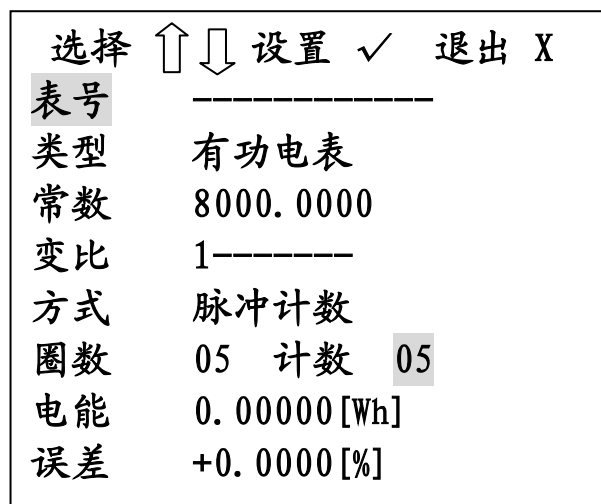 选择 ⇧⇩ 设置 ✓ 退出 X
表号 ------------
类型 有功电表
常数 8000.0000
变比 1-------
方式 脉冲计数
圈数 05 计数 05
电能 0.00000[Wh]
误差 +0.0000[%]